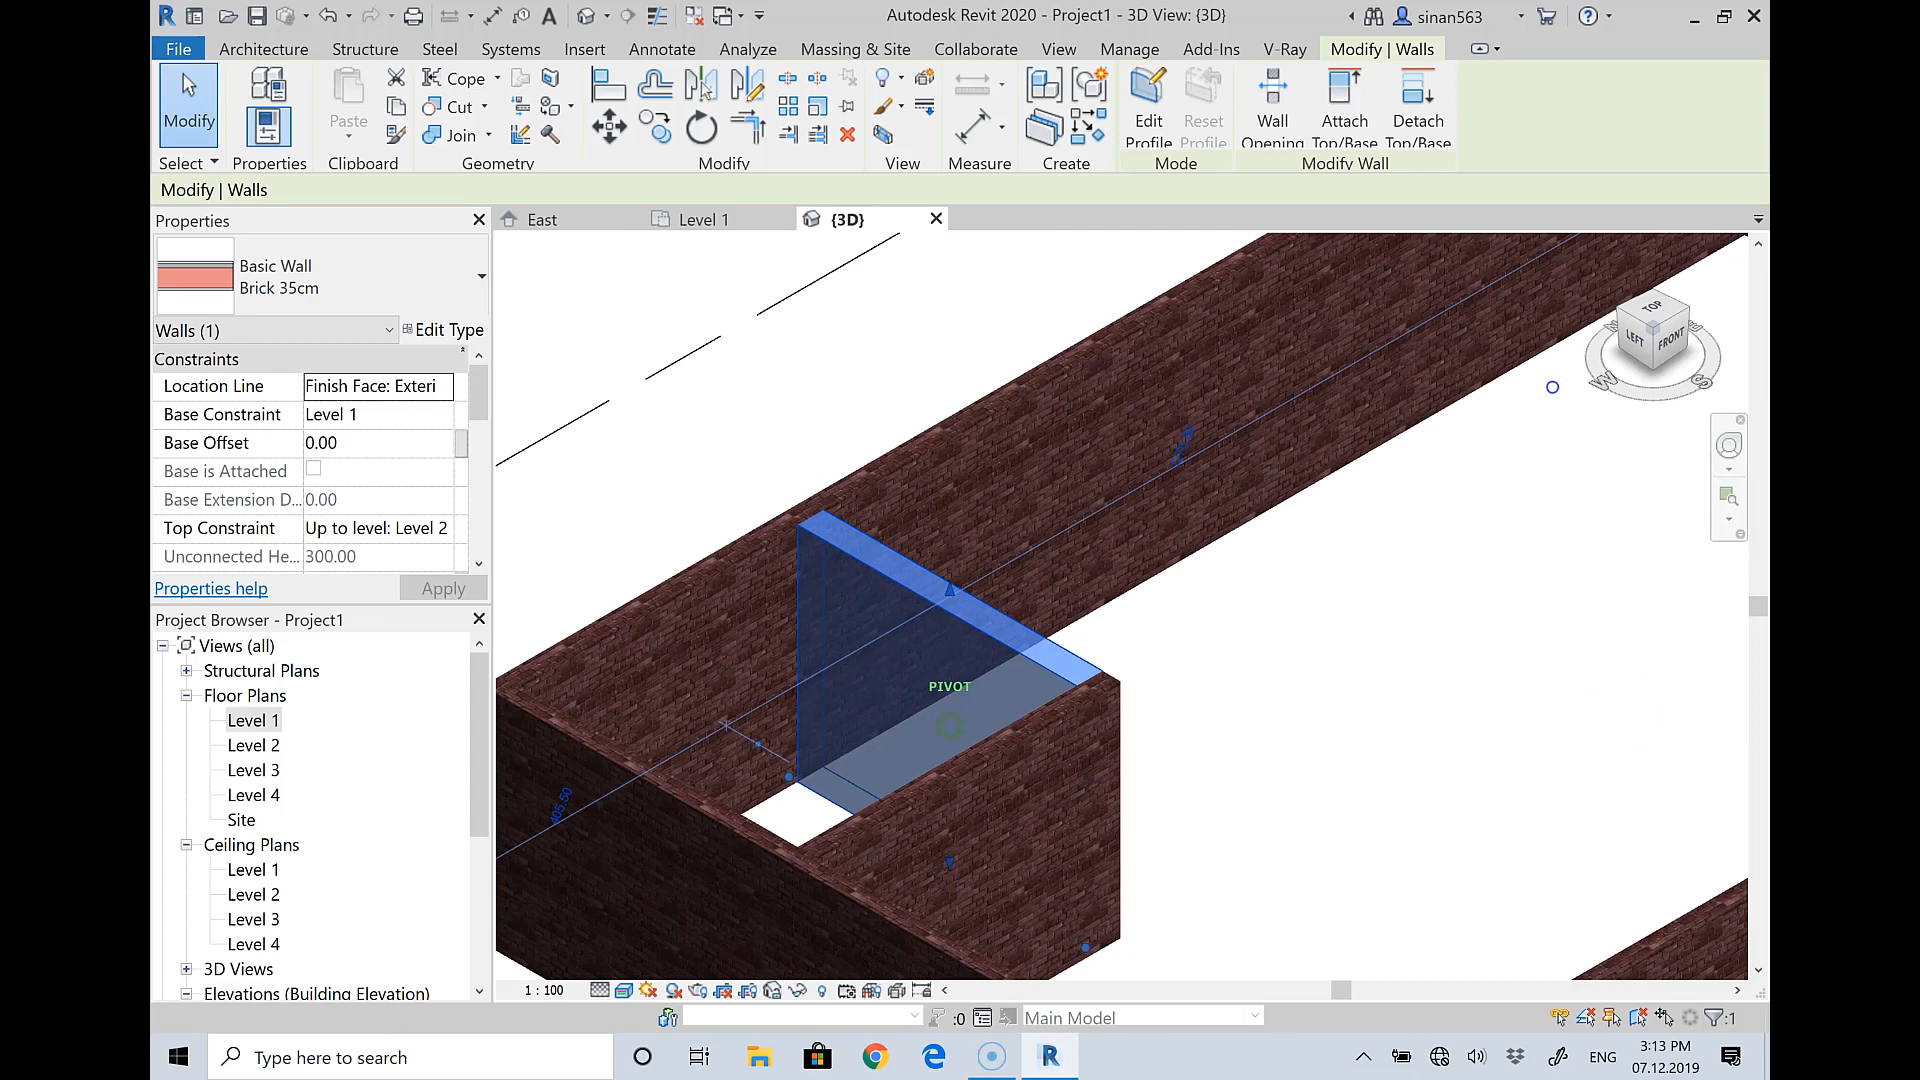 Autodesk Revit 2020 - Project1 - 3D View: {3D}
sinan563
File
Architecture
Structure
Steel
Systems
Insert
Annotate
Analyze
Massing & Site
Collaborate
View
Manage
Add-Ins
V-Ray
Modify | Walls
Modify
Paste
Cope
Cut
Join
Edit
Profile
Reset
Profile
Wall
Opening
Attach
Top/Base
Detach
Top/Base
Select
Properties
Clipboard
Geometry
Modify
View
Measure
Create
Mode
Modify Wall
Modify | Walls
Properties
East
Level 1
{3D}
Basic Wall
Brick 35cm
Walls (1)
Edit Type
Constraints
Location Line
Finish Face: Exteri
Base Constraint
Level 1
Base Offset
0.00
Base is Attached
Base Extension D...
0.00
Top Constraint
Up to level: Level 2
Unconnected He...
300.00
Properties help
Apply
Project Browser - Project1
Views (all)
Structural Plans
Floor Plans
Level 1
Level 2
Level 3
Level 4
Site
Ceiling Plans
Level 1
Level 2
Level 3
Level 4
3D Views
Elevations (Building Elevation)
TOP
LEFT
FRONT
W
S
PIVOT
405.50
1 : 100
:0
Main Model
:1
Type here to search
ENG
3:13 PM
07.12.2019